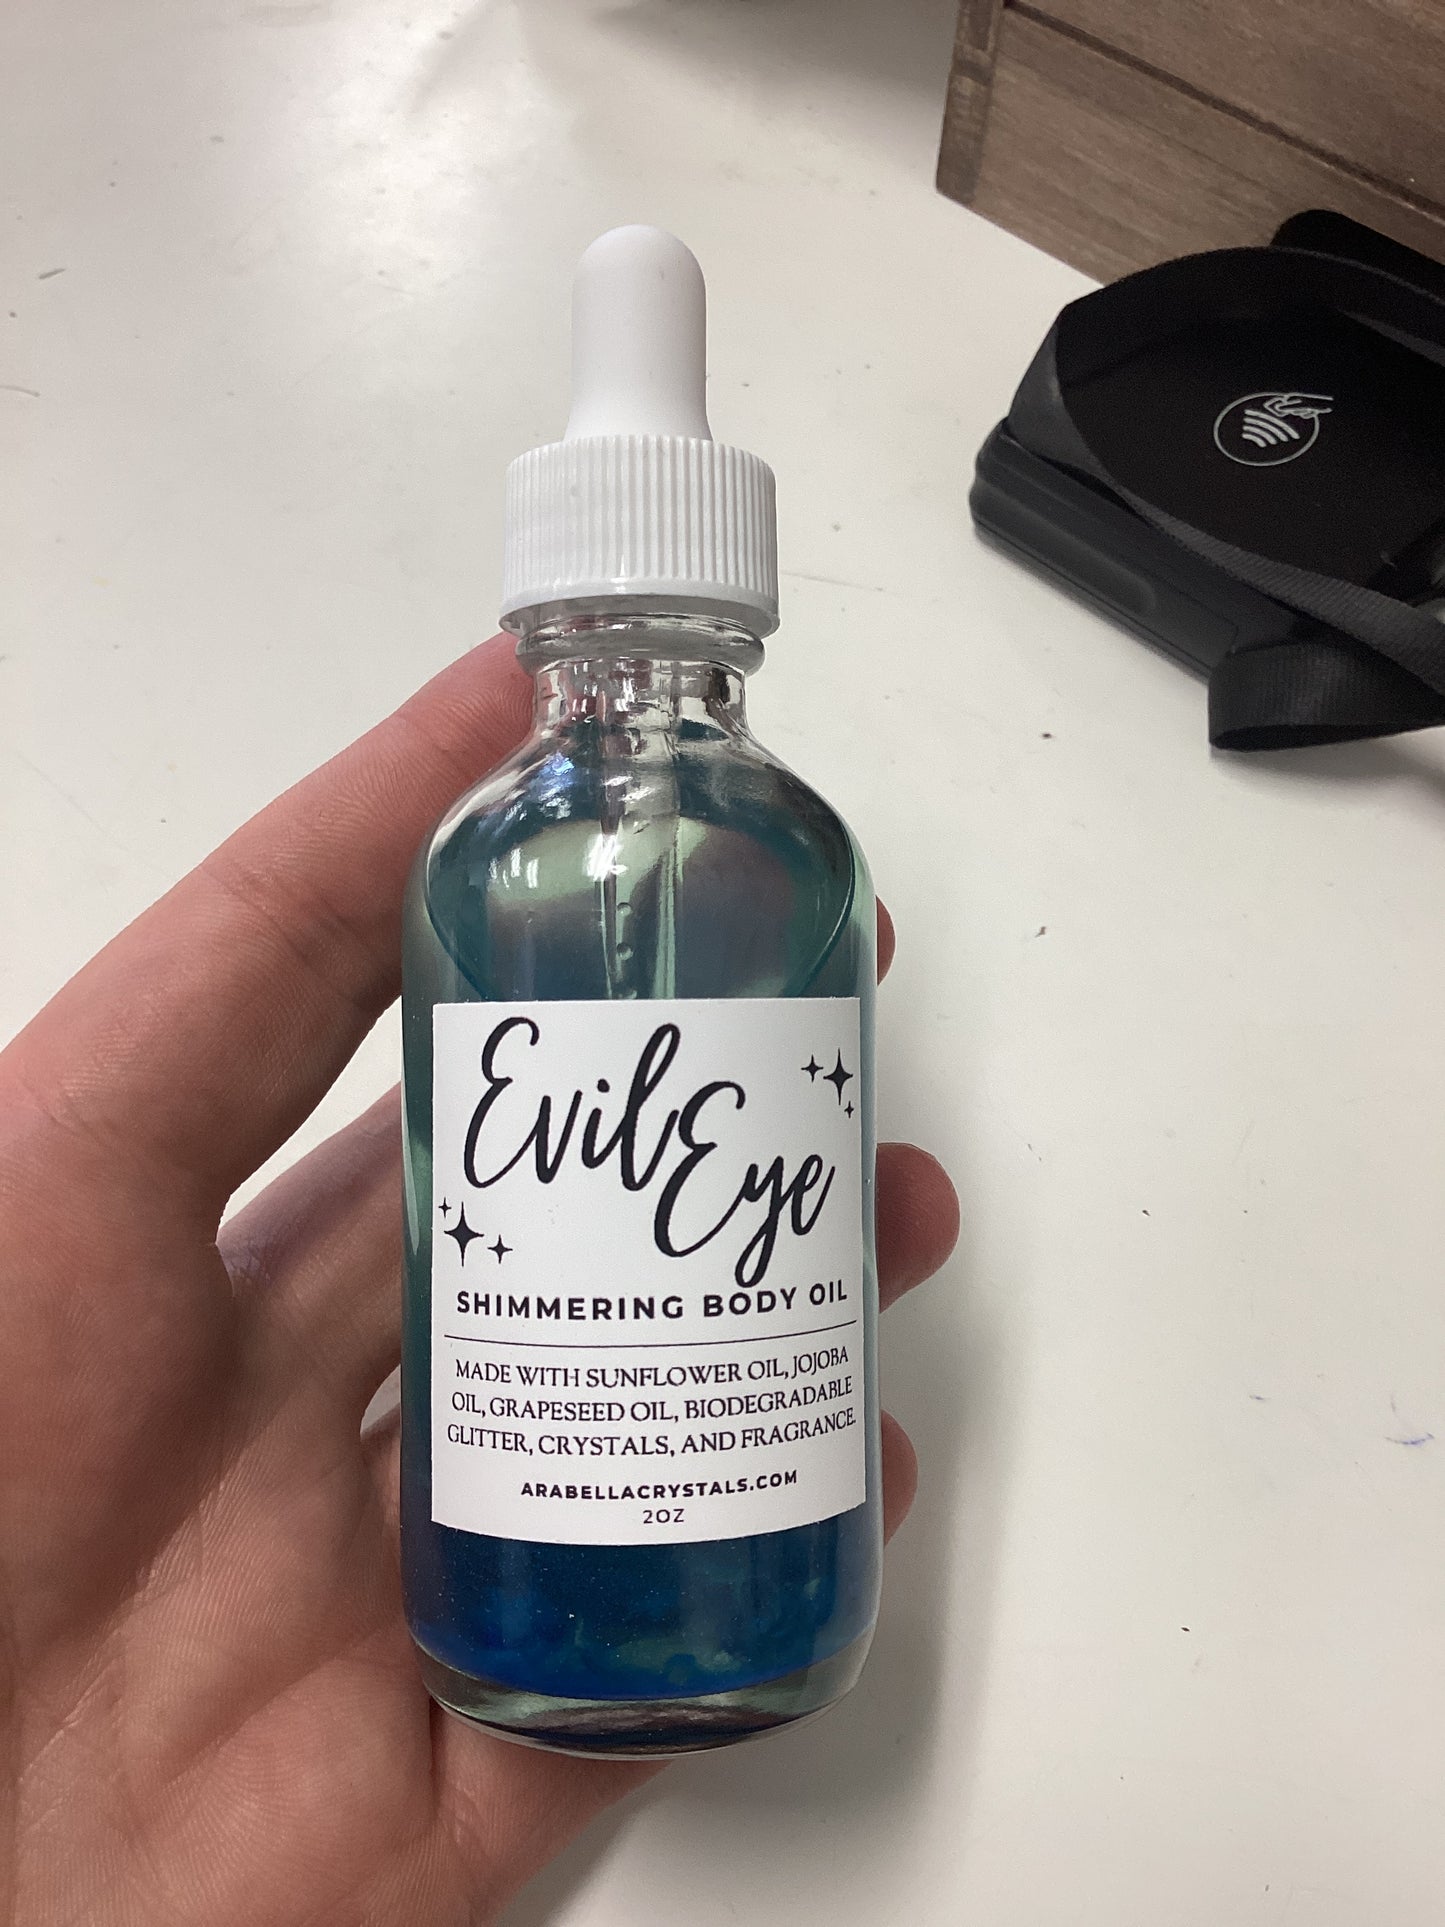 Evil Eye
SHIMMERING BODY OIL
MADE WITH SUNFLOWER OIL, JOJOBA
OIL, GRAPESEED OIL, BIODEGRADABLE
GLITTER, CRYSTALS, AND FRAGRANCE.
ARABELLACRYSTALS.COM
2OZ